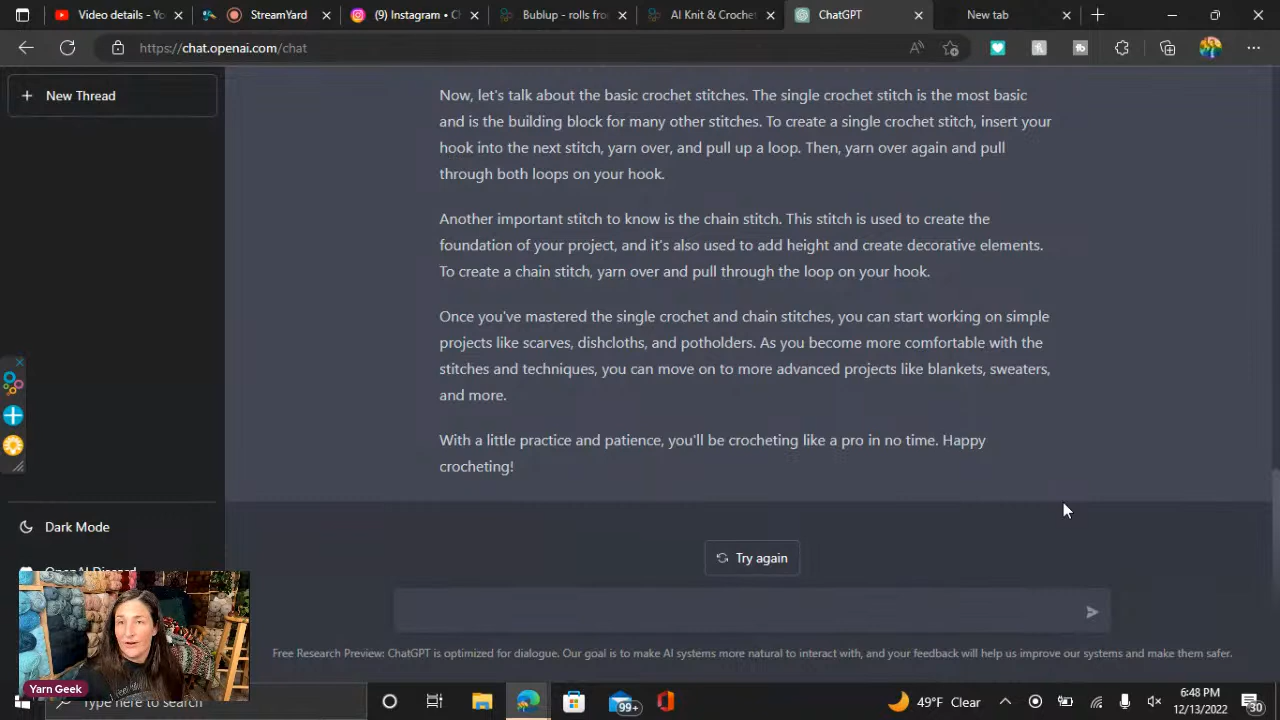 Video details - Yo
StreamYard
(9) Instagram • Ch
Bublup - rolls fro
AI Knit & Crochet
ChatGPT
New tab
https://chat.openai.com/chat
New Thread
Now, let's talk about the basic crochet stitches. The single crochet stitch is the most basic
and is the building block for many other stitches. To create a single crochet stitch, insert your
hook into the next stitch, yarn over, and pull up a loop. Then, yarn over again and pull
through both loops on your hook.
Another important stitch to know is the chain stitch. This stitch is used to create the
foundation of your project, and it's also used to add height and create decorative elements.
To create a chain stitch, yarn over and pull through the loop on your hook.
Once you've mastered the single crochet and chain stitches, you can start working on simple
projects like scarves, dishcloths, and potholders. As you become more comfortable with the
stitches and techniques, you can move on to more advanced projects like blankets, sweaters,
and more.
With a little practice and patience, you'll be crocheting like a pro in no time. Happy
crocheting!
Dark Mode
OpenAI Discord
Try again
Free Research Preview: ChatGPT is optimized for dialogue. Our goal is to make AI systems more natural to interact with, and your feedback will help us improve our systems and make them safer.
Yarn Geek
Type here to search
99+
49°F Clear
6:48 PM
12/13/2022
30